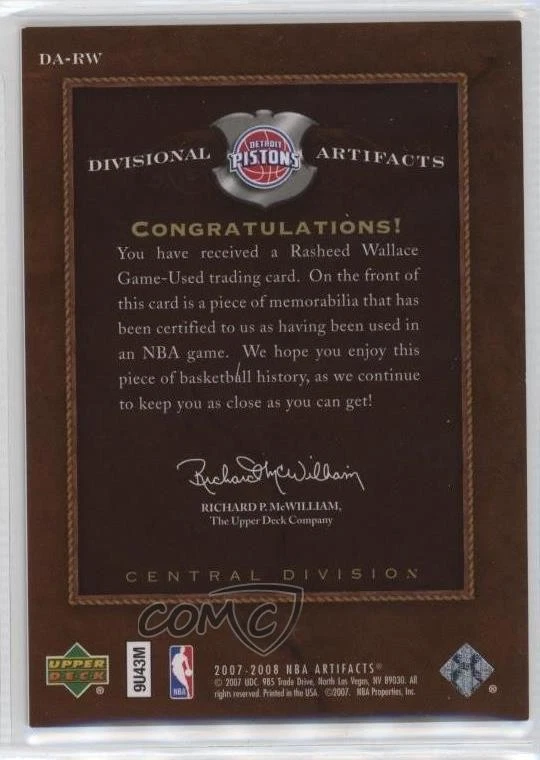 DA-RW
DIVISIONAL DETROIT PISTONS ARTIFACTS
CONGRATULATIONS!
You have received a Rasheed Wallace
Game-Used trading card. On the front of
this card is a piece of memorabilia that has
been certified to us as having been used in
an NBA game. We hope you enjoy this
piece of basketball history, as we continue
to keep you as close as you can get!
Richard P. McWilliam
RICHARD P. McWILLIAM,
The Upper Deck Company
CENTRAL DIVISION
COMC
UPPER DECK ®
9U43M
NBA
2007-2008 NBA ARTIFACTS®
© 2007 UDC. 985 Trade Drive, North Las Vegas, NV 89030. All
rights reserved. Printed in the USA. ©2007. NBA Properties, Inc.
®